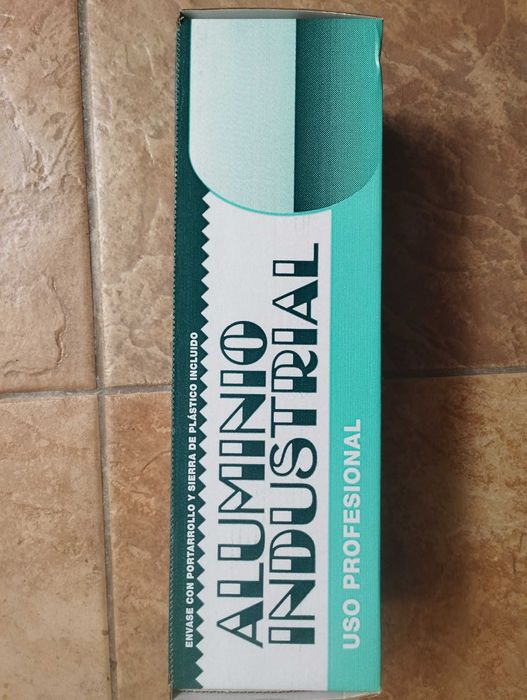 ENVASE CON PORTARROLLO Y SIERRA DE PLÁSTICO INCLUIDO
ALUMINIO
INDUSTRIAL
USO PROFESIONAL